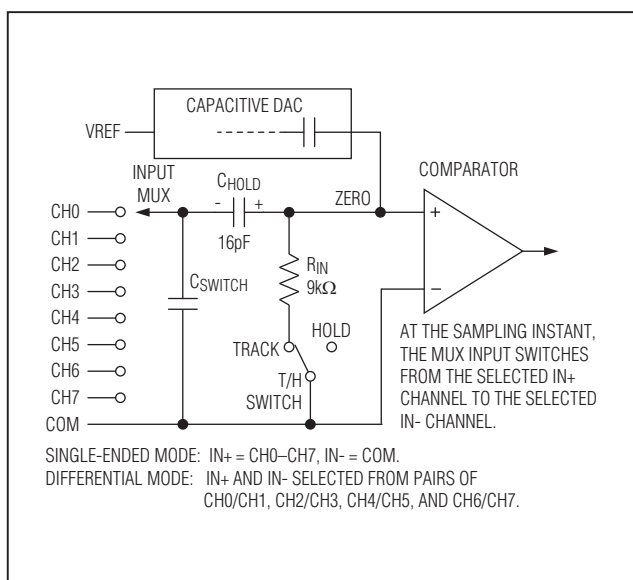 CAPACITIVE DAC
VREF
INPUT
MUX
CHOLD
- +
16pF
ZERO
COMPARATOR
+
−
CH0
CH1
CH2
CH3
CH4
CH5
CH6
CH7
COM
CSWITCH
RIN
9kΩ
TRACK
HOLD
T/H
SWITCH
AT THE SAMPLING INSTANT,
THE MUX INPUT SWITCHES
FROM THE SELECTED IN+
CHANNEL TO THE SELECTED
IN- CHANNEL.
SINGLE-ENDED MODE: IN+ = CH0–CH7, IN- = COM.
DIFFERENTIAL MODE: IN+ AND IN- SELECTED FROM PAIRS OF
CH0/CH1, CH2/CH3, CH4/CH5, AND CH6/CH7.